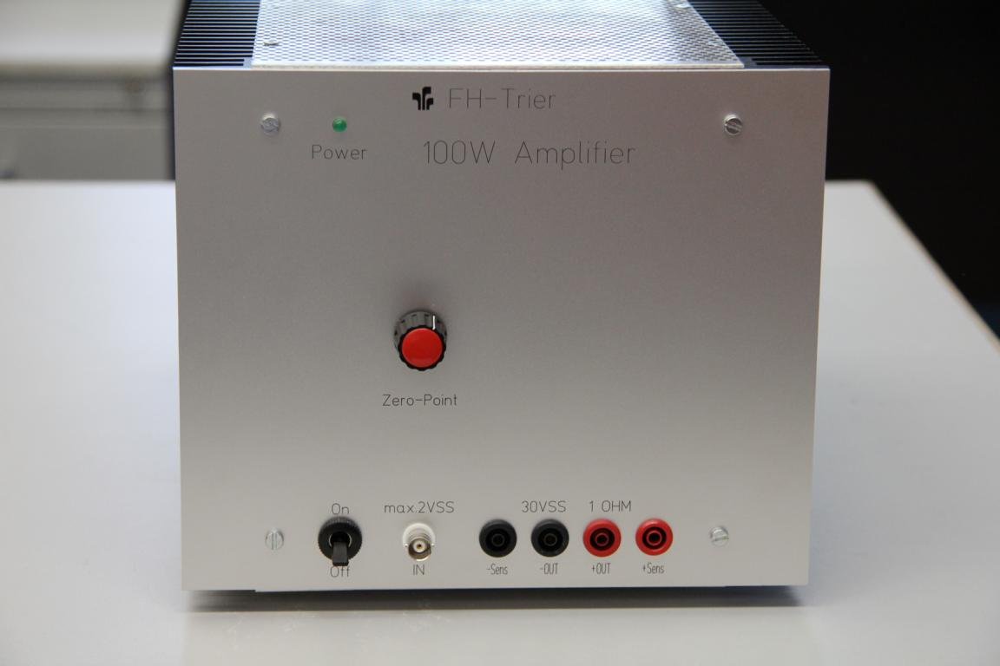 FH-Trier
Power
100W Amplifier
Zero-Point
On
max.2VSS
30VSS
1 OHM
Off
IN
-Sens
-OUT
+OUT
+Sens